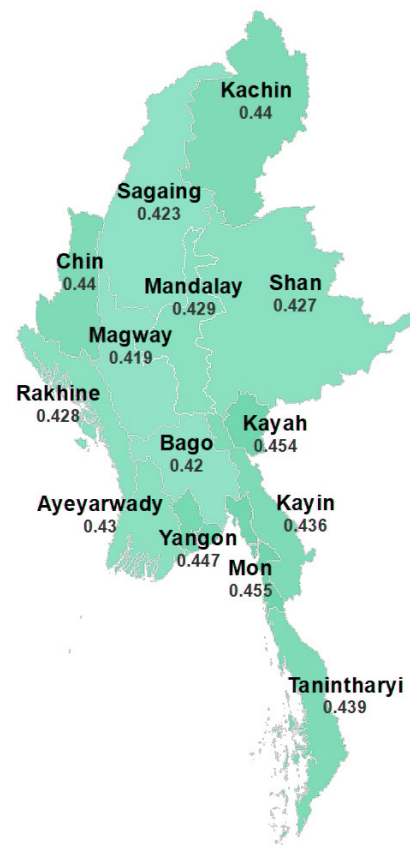 Kachin
0.44
Sagaing
0.423
Chin
0.44
Mandalay
0.429
Shan
0.427
Magway
0.419
Rakhine
0.428
Kayah
0.454
Bago
0.42
Ayeyarwady
0.43
Kayin
0.436
Yangon
0.447
Mon
0.455
Tanintharyi
0.439